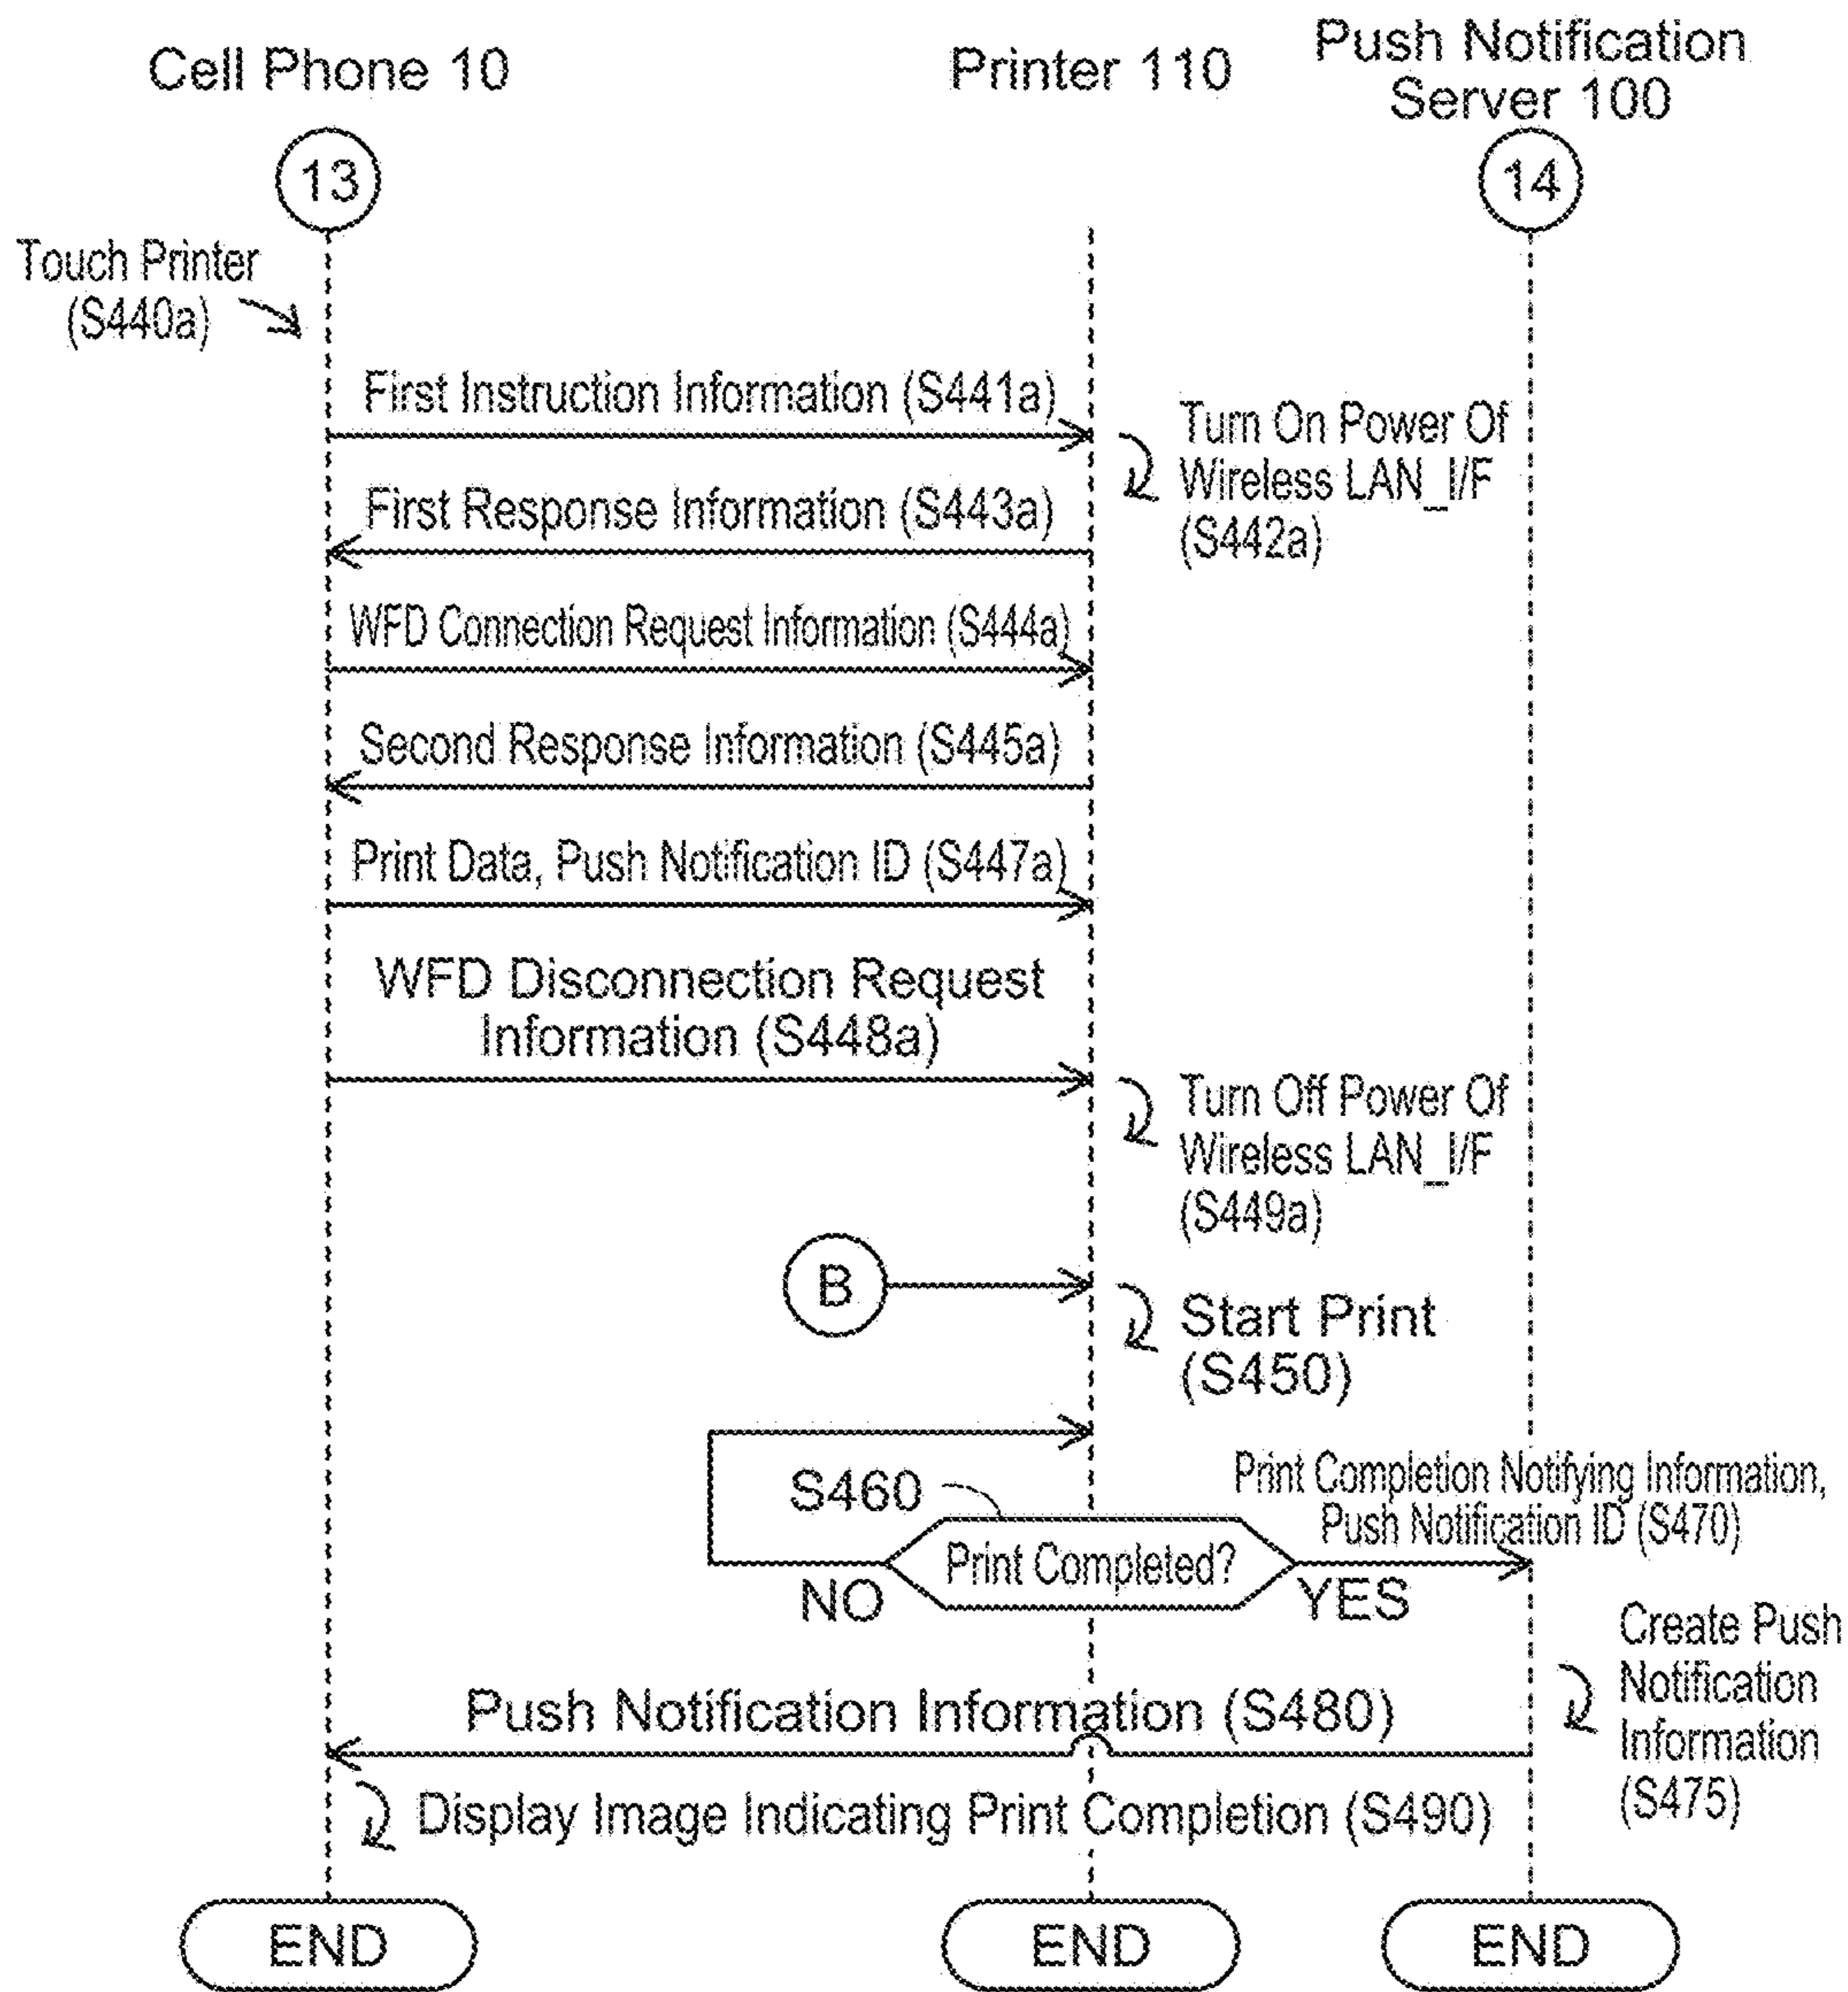 Cell Phone 10
Printer 110
Push Notification
Server 100
13
14
Touch Printer
(S440a)
First Instruction Information (S441a)
Turn On Power Of
Wireless LAN_I/F
(S442a)
First Response Information (S443a)
WFD Connection Request Information (S444a)
Second Response Information (S445a)
Print Data, Push Notification ID (S447a)
WFD Disconnection Request
Information (S448a)
Turn Off Power Of
Wireless LAN_I/F
(S449a)
B
Start Print
(S450)
S460
Print Completion Notifying Information,
Push Notification ID (S470)
Print Completed?
NO
YES
Create Push
Notification
Information
(S475)
Push Notification Information (S480)
Display Image Indicating Print Completion (S490)
END
END
END